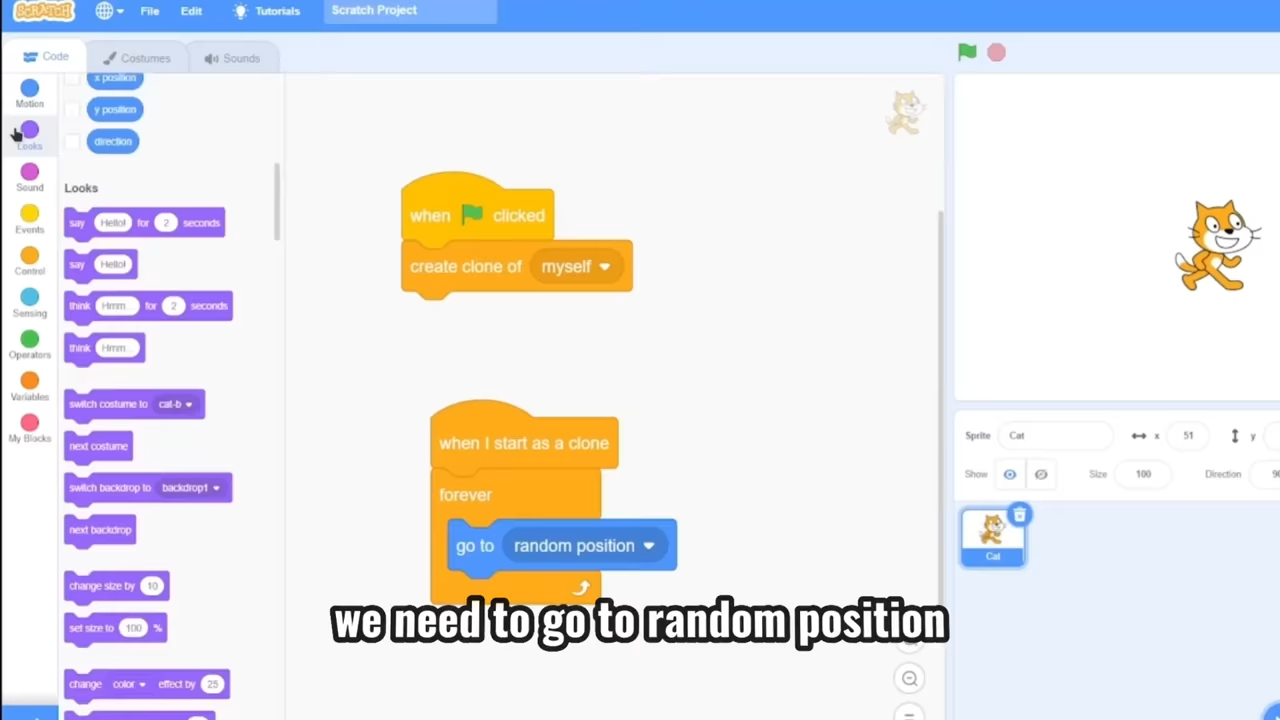 SCRATCH File Edit Tutorials Scratch Project
Code Costumes Sounds
Motion
Looks
Sound
Events
Control
Sensing
Operators
Variables
My Blocks
x position
y position
direction
Looks
say Hello! for 2 seconds
say Hello!
think Hmm... for 2 seconds
think Hmm...
switch costume to cat-b
next costume
switch backdrop to backdrop1
next backdrop
change size by 10
set size to 100 %
change color effect by 25
when clicked
create clone of myself
when I start as a clone
forever
go to random position
we need to go to random position
Sprite Cat x 51 y
Show Size 100 Direction
Cat